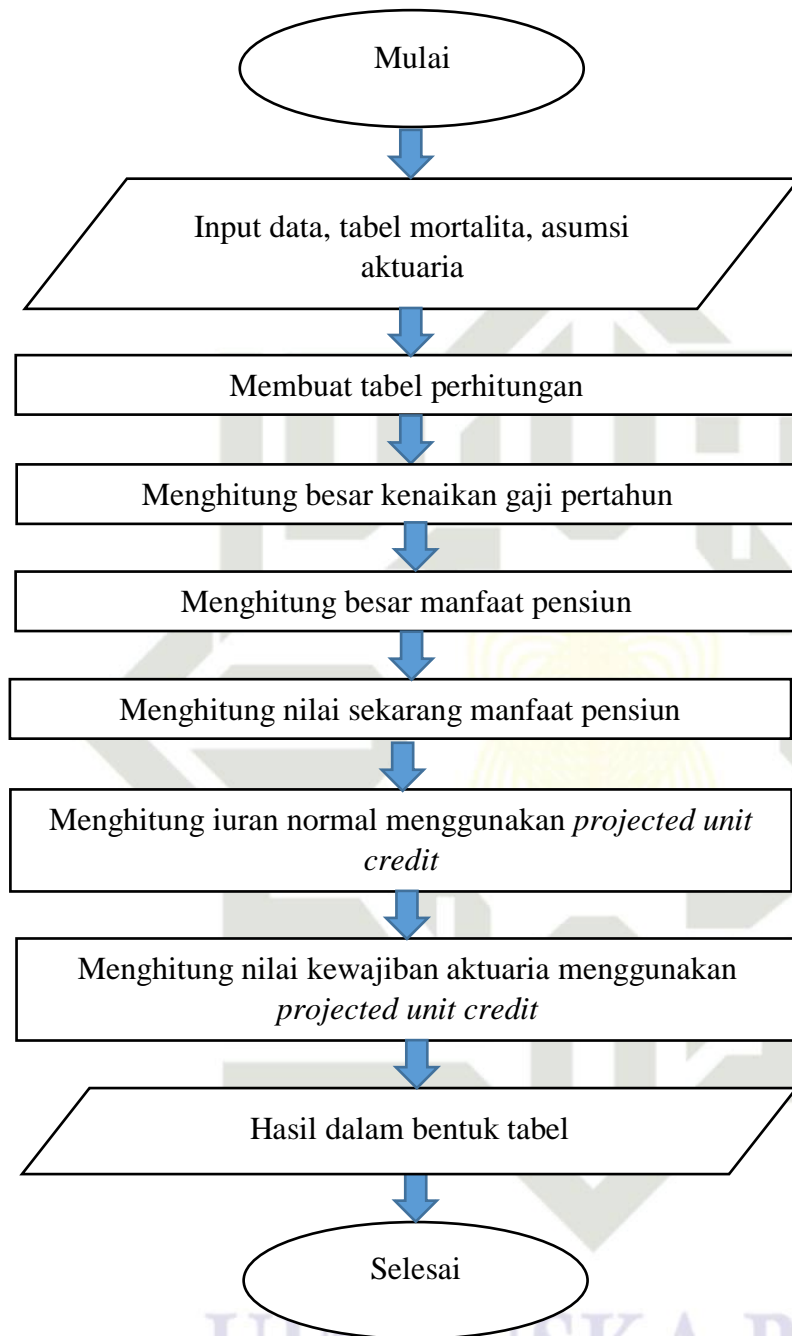 Mulai
Input data, tabel mortalita, asumsi
aktuaria
Membuat tabel perhitungan
Menghitung besar kenaikan gaji pertahun
Menghitung besar manfaat pensiun
Menghitung nilai sekarang manfaat pensiun
Menghitung iuran normal menggunakan projected unit
credit
Menghitung nilai kewajiban aktuaria menggunakan
projected unit credit
Hasil dalam bentuk tabel
Selesai